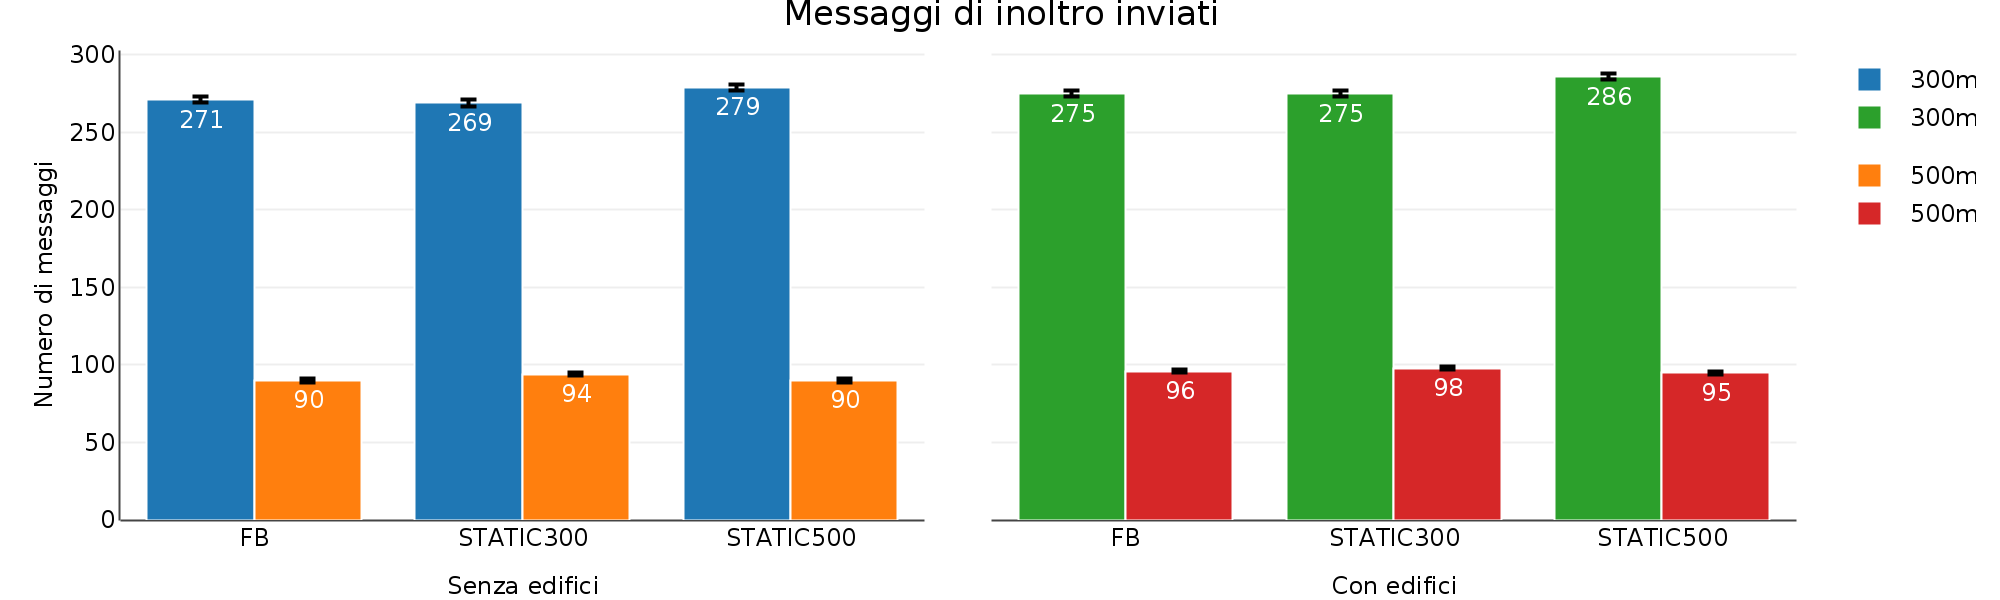 Messaggi di inoltro inviati
Numero di messaggi
300
250
200
150
100
50
0
271
90
269
94
279
90
FB
STATIC300
STATIC500
Senza edifici
275
96
275
98
286
95
FB
STATIC300
STATIC500
Con edifici
300m
300m
500m
500m